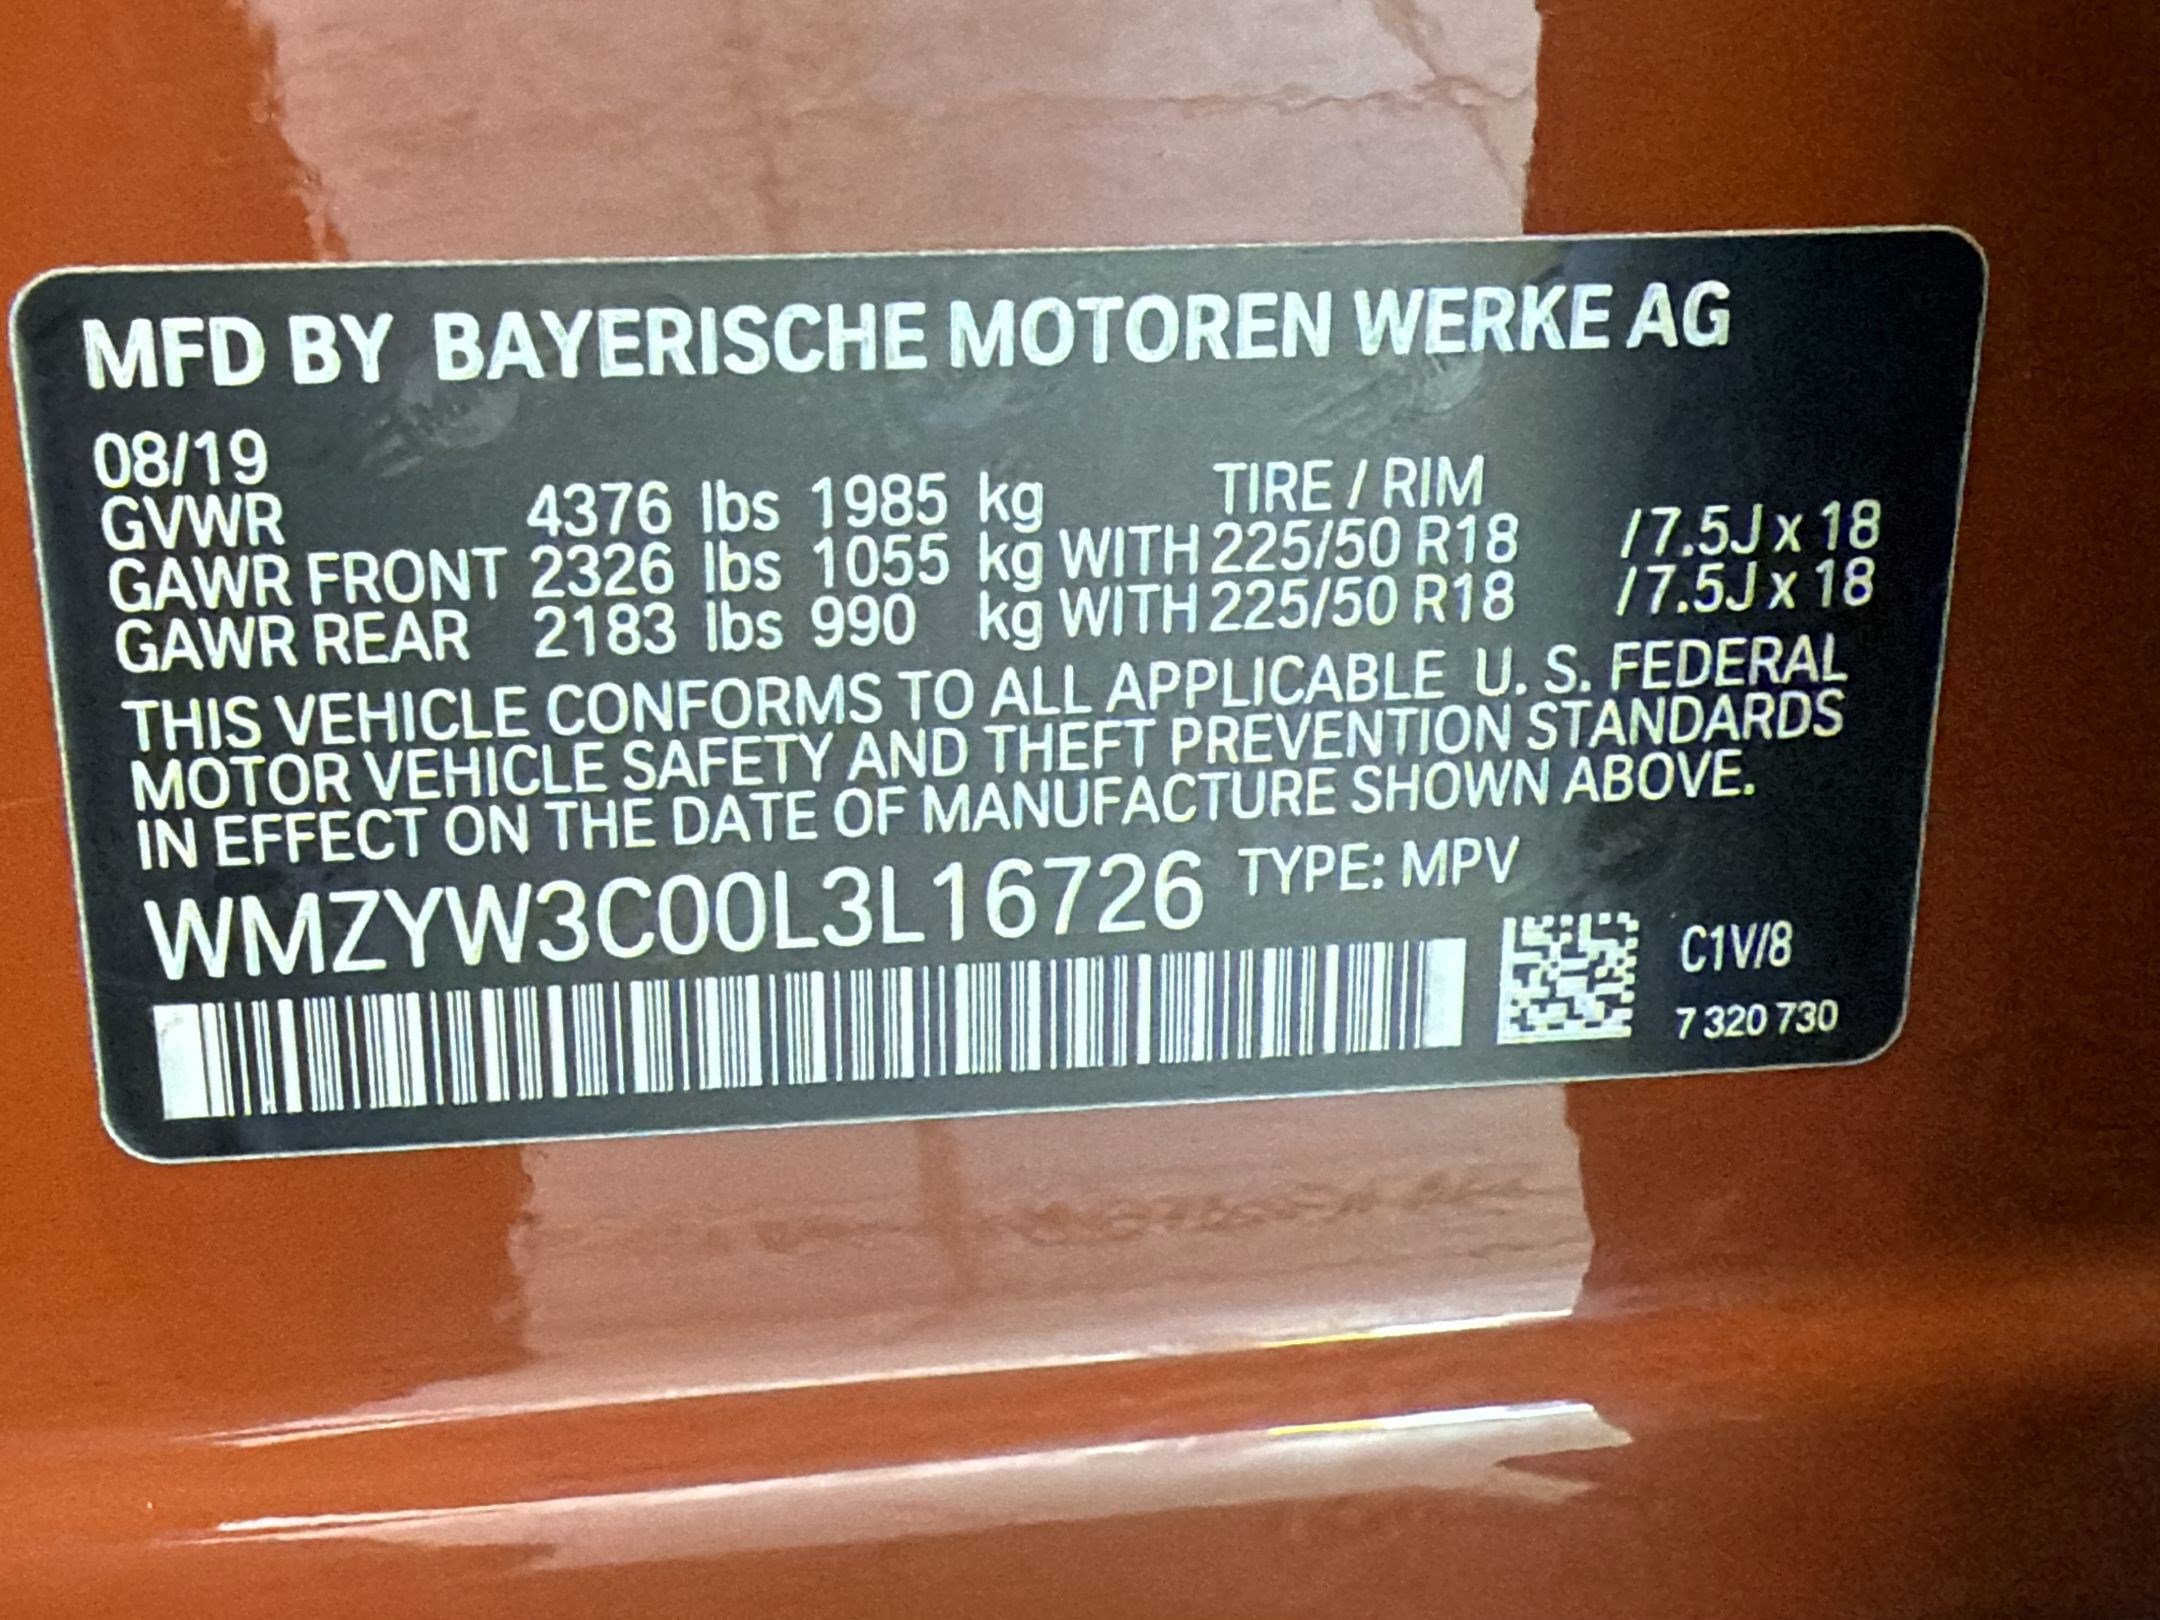 MFD BY BAYERISCHE MOTOREN WERKE AG
08/19
TIRE / RIM
GVWR 4376 lbs 1985 kg
GAWR FRONT 2326 lbs 1055 kg WITH 225/50 R18 / 7.5J x 18
GAWR REAR 2183 lbs 990 kg WITH 225/50 R18 / 7.5J x 18
THIS VEHICLE CONFORMS TO ALL APPLICABLE U. S. FEDERAL
MOTOR VEHICLE SAFETY AND THEFT PREVENTION STANDARDS
IN EFFECT ON THE DATE OF MANUFACTURE SHOWN ABOVE.
WMZYW3C00L3L16726 TYPE: MPV
C1V/8
7 320 730